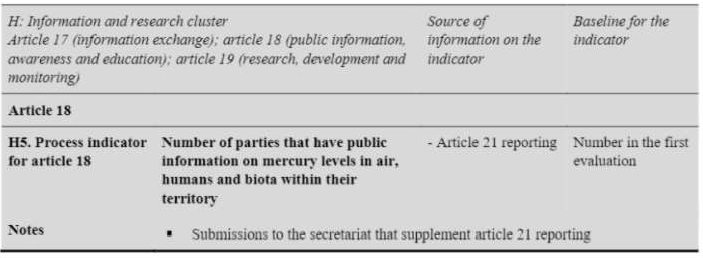 H: Information and research cluster
Article 17 (information exchange); article 18 (public information,
awareness and education); article 19 (research, development and
monitoring)
Source of
information on the
indicator
Baseline for the
indicator
Article 18
H5. Process indicator
for article 18
Number of parties that have public
information on mercury levels in air,
humans and biota within their
territory
- Article 21 reporting
Number in the first
evaluation
Notes
▪ Submissions to the secretariat that supplement article 21 reporting